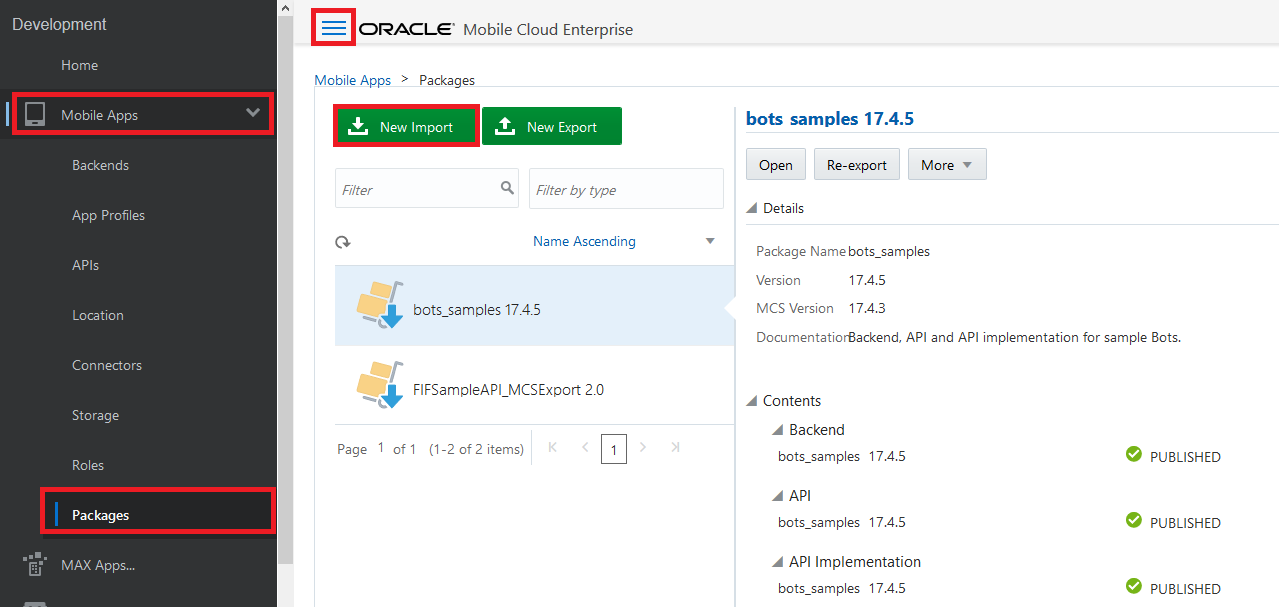 Development
Home
Mobile Apps
Backends
App Profiles
APIs
Location
Connectors
Storage
Roles
Packages
MAX Apps...
ORACLE® Mobile Cloud Enterprise
Mobile Apps > Packages
New Import
New Export
Filter
Filter by type
Name Ascending
bots_samples 17.4.5
FIFSampleAPI_MCSExport 2.0
Page 1 of 1 (1-2 of 2 items) 1
bots samples 17.4.5
Open
Re-export
More
Details
Package Name bots_samples
Version 17.4.5
MCS Version 17.4.3
Documentation Backend, API and API implementation for sample Bots.
Contents
Backend
bots_samples 17.4.5 PUBLISHED
API
bots_samples 17.4.5 PUBLISHED
API Implementation
bots_samples 17.4.5 PUBLISHED